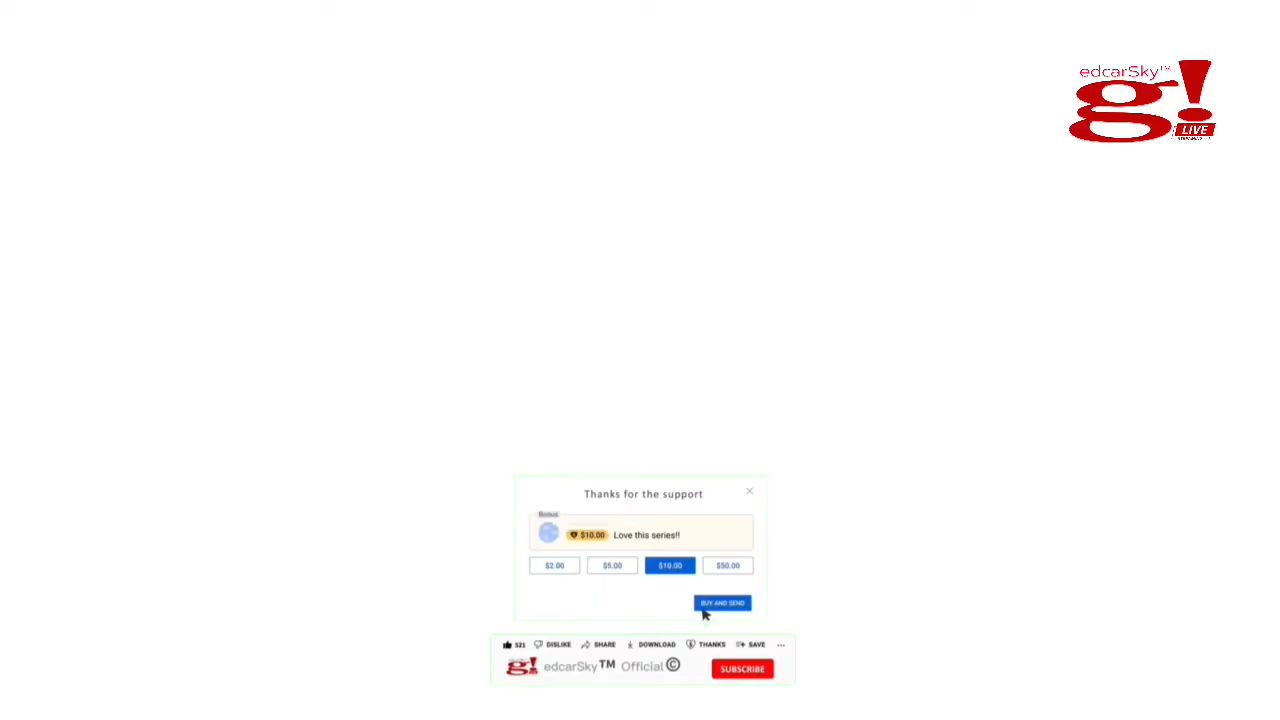 edcarSky™
g!
LIVE
STREAMING
Thanks for the support
Bonus
$10.00 Love this series!!
$2.00 $5.00 $10.00 $50.00
BUY AND SEND
521 DISLIKE SHARE DOWNLOAD THANKS SAVE ...
g! edcarSky™ Official © SUBSCRIBE